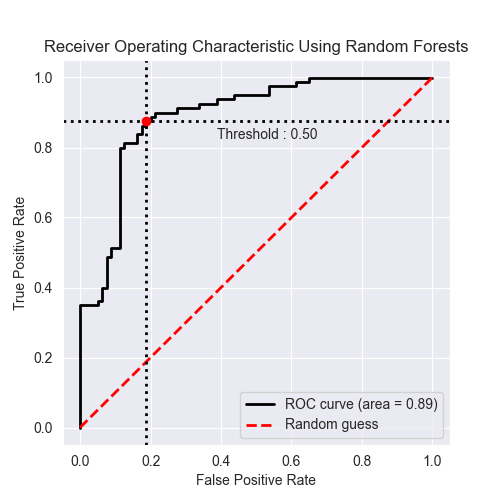 Receiver Operating Characteristic Using Random Forests
1.0
0.8
0.6
0.4
0.2
0.0
True Positive Rate
Threshold : 0.50
ROC curve (area = 0.89)
Random guess
0.0 0.2 0.4 0.6 0.8 1.0
False Positive Rate